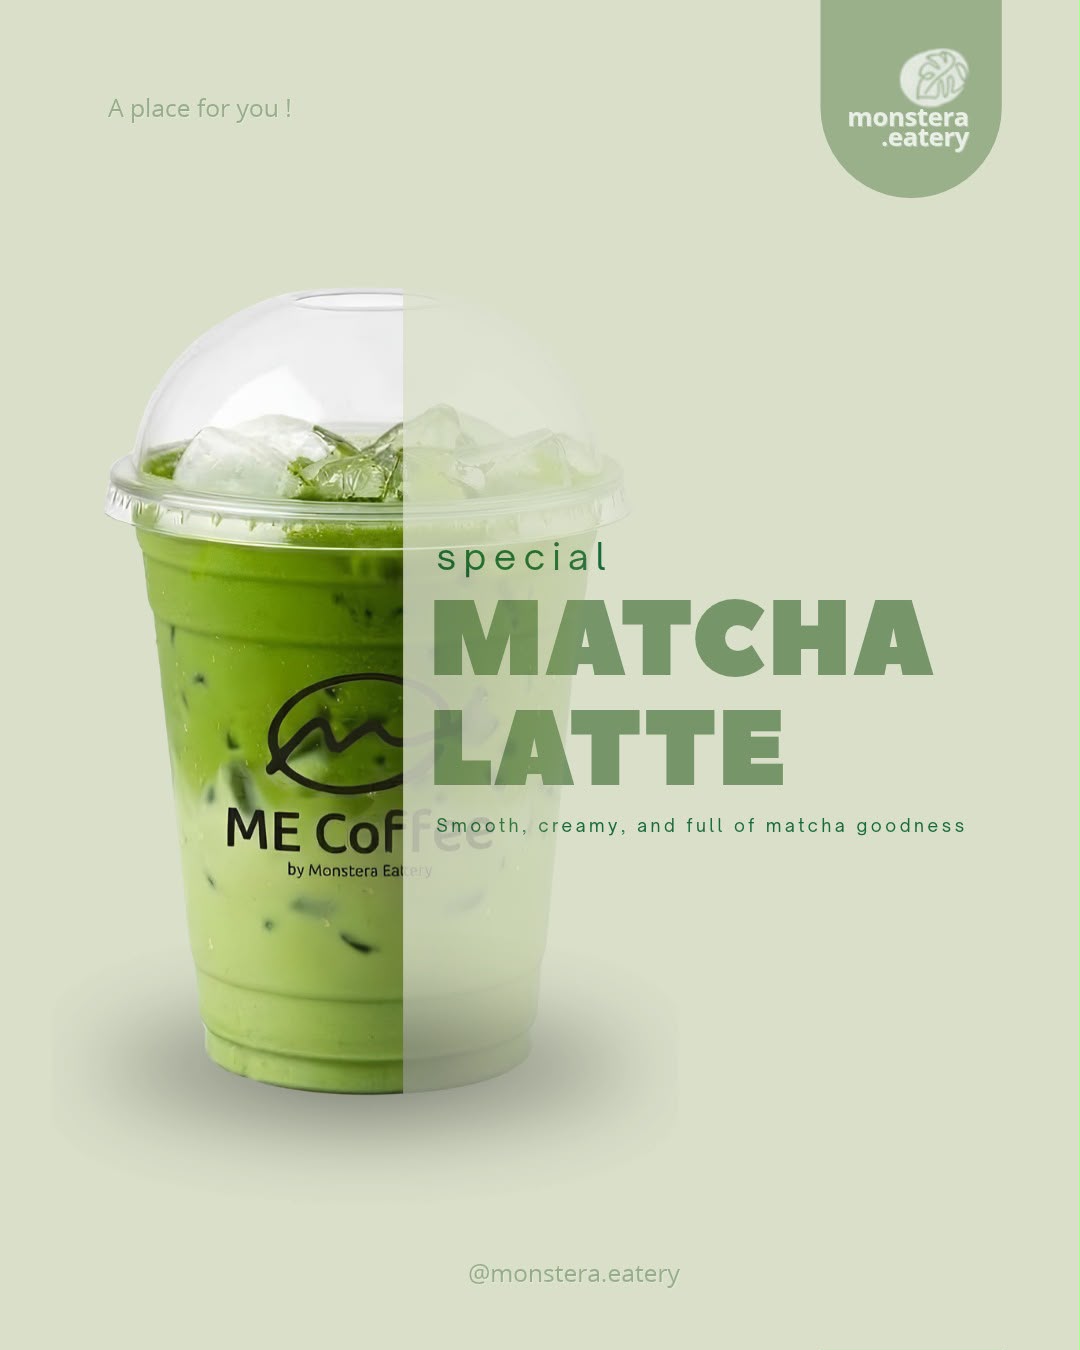 A place for you !
monstera
.eatery
special
MATCHA
LATTE
Smooth, creamy, and full of matcha goodness
ME Coffee
by Monstera Eatery
@monstera.eatery